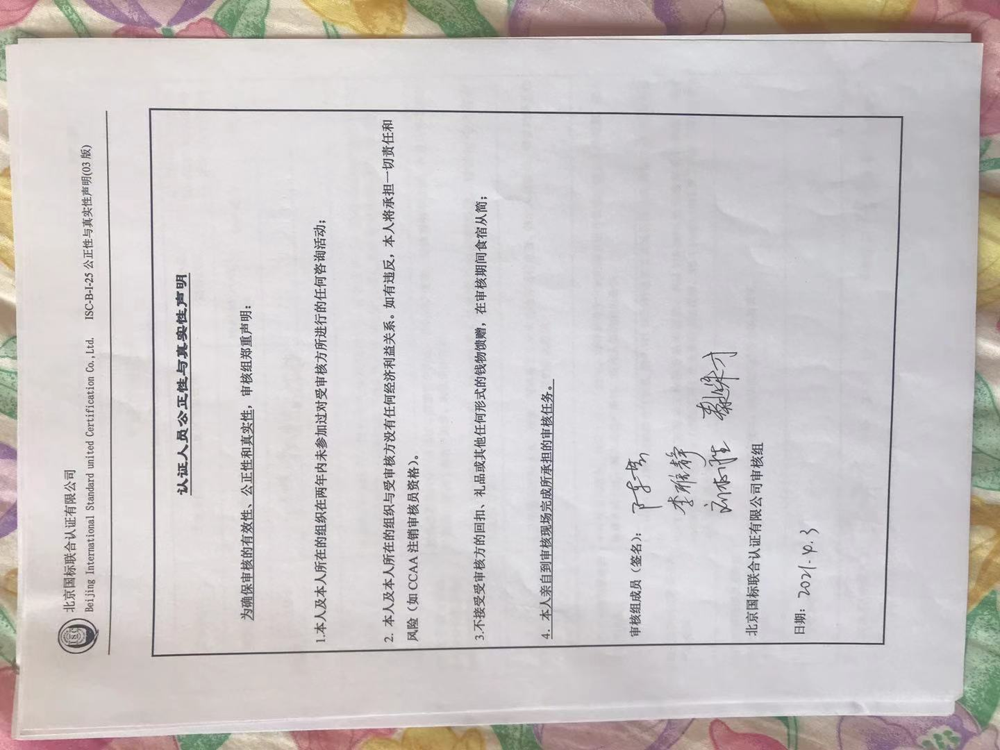 北京国标联合认证有限公司
Beijing International Standard united Certification Co.,Ltd. ISC-B-I-25 公正性与真实性声明(03 版)
认证人员公正性与真实性声明
为确保审核的有效性、公正性和真实性，审核组郑重声明：
1.本人及本人所在的组织在两年内未参加过对受审核方所进行的任何咨询活动；
2. 本人及本人所在的组织与受审核方没有任何经济利益关系。如有违反，本人将承担一切责任和
风险（如 CCAA 注销审核员资格）。
3.不接受受审核方的回扣、礼品或其他任何形式的钱物馈赠，在审核期间食宿从简；
4. 本人亲自到审核现场完成所承担的审核任务。
审核组成员（签名）：
李雅静
北京国标联合认证有限公司审核组
日期：2021.4.3